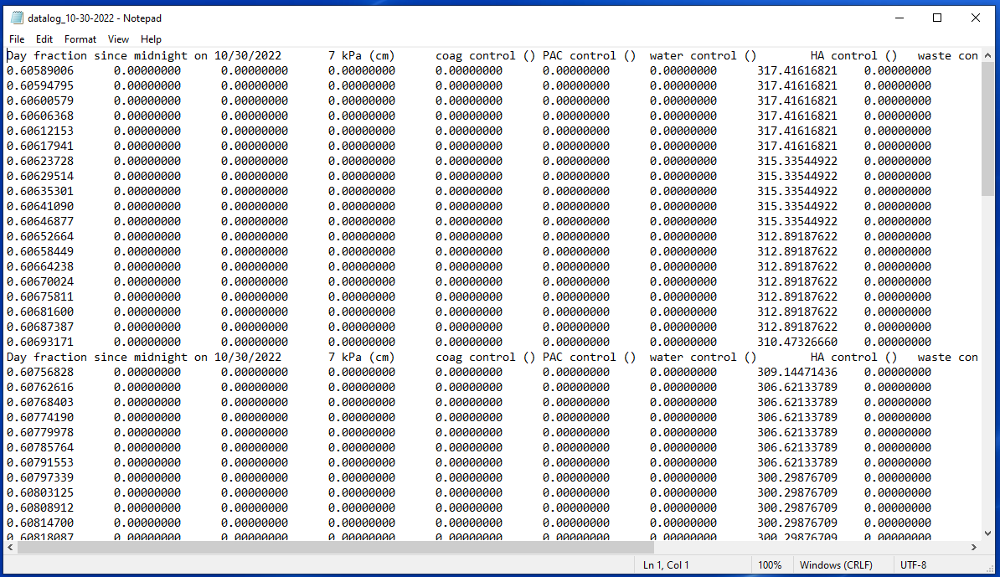 datalog_10-30-2022 - Notepad
File Edit Format View Help
Day fraction since midnight on 10/30/2022 7 kPa (cm) coag control () PAC control () water control () HA control () waste con
0.60589006 0.00000000 0.00000000 0.00000000 0.00000000 0.00000000 0.00000000 317.41616821 0.00000000
0.60594795 0.00000000 0.00000000 0.00000000 0.00000000 0.00000000 0.00000000 317.41616821 0.00000000
0.60600579 0.00000000 0.00000000 0.00000000 0.00000000 0.00000000 0.00000000 317.41616821 0.00000000
0.60606368 0.00000000 0.00000000 0.00000000 0.00000000 0.00000000 0.00000000 317.41616821 0.00000000
0.60612153 0.00000000 0.00000000 0.00000000 0.00000000 0.00000000 0.00000000 317.41616821 0.00000000
0.60617941 0.00000000 0.00000000 0.00000000 0.00000000 0.00000000 0.00000000 317.41616821 0.00000000
0.60623728 0.00000000 0.00000000 0.00000000 0.00000000 0.00000000 0.00000000 315.33544922 0.00000000
0.60629514 0.00000000 0.00000000 0.00000000 0.00000000 0.00000000 0.00000000 315.33544922 0.00000000
0.60635301 0.00000000 0.00000000 0.00000000 0.00000000 0.00000000 0.00000000 315.33544922 0.00000000
0.60641090 0.00000000 0.00000000 0.00000000 0.00000000 0.00000000 0.00000000 315.33544922 0.00000000
0.60646877 0.00000000 0.00000000 0.00000000 0.00000000 0.00000000 0.00000000 315.33544922 0.00000000
0.60652664 0.00000000 0.00000000 0.00000000 0.00000000 0.00000000 0.00000000 312.89187622 0.00000000
0.60658449 0.00000000 0.00000000 0.00000000 0.00000000 0.00000000 0.00000000 312.89187622 0.00000000
0.60664238 0.00000000 0.00000000 0.00000000 0.00000000 0.00000000 0.00000000 312.89187622 0.00000000
0.60670024 0.00000000 0.00000000 0.00000000 0.00000000 0.00000000 0.00000000 312.89187622 0.00000000
0.60675811 0.00000000 0.00000000 0.00000000 0.00000000 0.00000000 0.00000000 312.89187622 0.00000000
0.60681600 0.00000000 0.00000000 0.00000000 0.00000000 0.00000000 0.00000000 312.89187622 0.00000000
0.60687387 0.00000000 0.00000000 0.00000000 0.00000000 0.00000000 0.00000000 312.89187622 0.00000000
0.60693171 0.00000000 0.00000000 0.00000000 0.00000000 0.00000000 0.00000000 310.47326660 0.00000000
Day fraction since midnight on 10/30/2022 7 kPa (cm) coag control () PAC control () water control () HA control () waste con
0.60756828 0.00000000 0.00000000 0.00000000 0.00000000 0.00000000 0.00000000 309.14471436 0.00000000
0.60762616 0.00000000 0.00000000 0.00000000 0.00000000 0.00000000 0.00000000 306.62133789 0.00000000
0.60768403 0.00000000 0.00000000 0.00000000 0.00000000 0.00000000 0.00000000 306.62133789 0.00000000
0.60774190 0.00000000 0.00000000 0.00000000 0.00000000 0.00000000 0.00000000 306.62133789 0.00000000
0.60779978 0.00000000 0.00000000 0.00000000 0.00000000 0.00000000 0.00000000 306.62133789 0.00000000
0.60785764 0.00000000 0.00000000 0.00000000 0.00000000 0.00000000 0.00000000 306.62133789 0.00000000
0.60791553 0.00000000 0.00000000 0.00000000 0.00000000 0.00000000 0.00000000 306.62133789 0.00000000
0.60797339 0.00000000 0.00000000 0.00000000 0.00000000 0.00000000 0.00000000 300.29876709 0.00000000
0.60803125 0.00000000 0.00000000 0.00000000 0.00000000 0.00000000 0.00000000 300.29876709 0.00000000
0.60808912 0.00000000 0.00000000 0.00000000 0.00000000 0.00000000 0.00000000 300.29876709 0.00000000
0.60814700 0.00000000 0.00000000 0.00000000 0.00000000 0.00000000 0.00000000 300.29876709 0.00000000
0.60818087 0.00000000 0.00000000 0.00000000 0.00000000 0.00000000 0.00000000 300.29876709 0.00000000
Ln 1, Col 1 100% Windows (CRLF) UTF-8